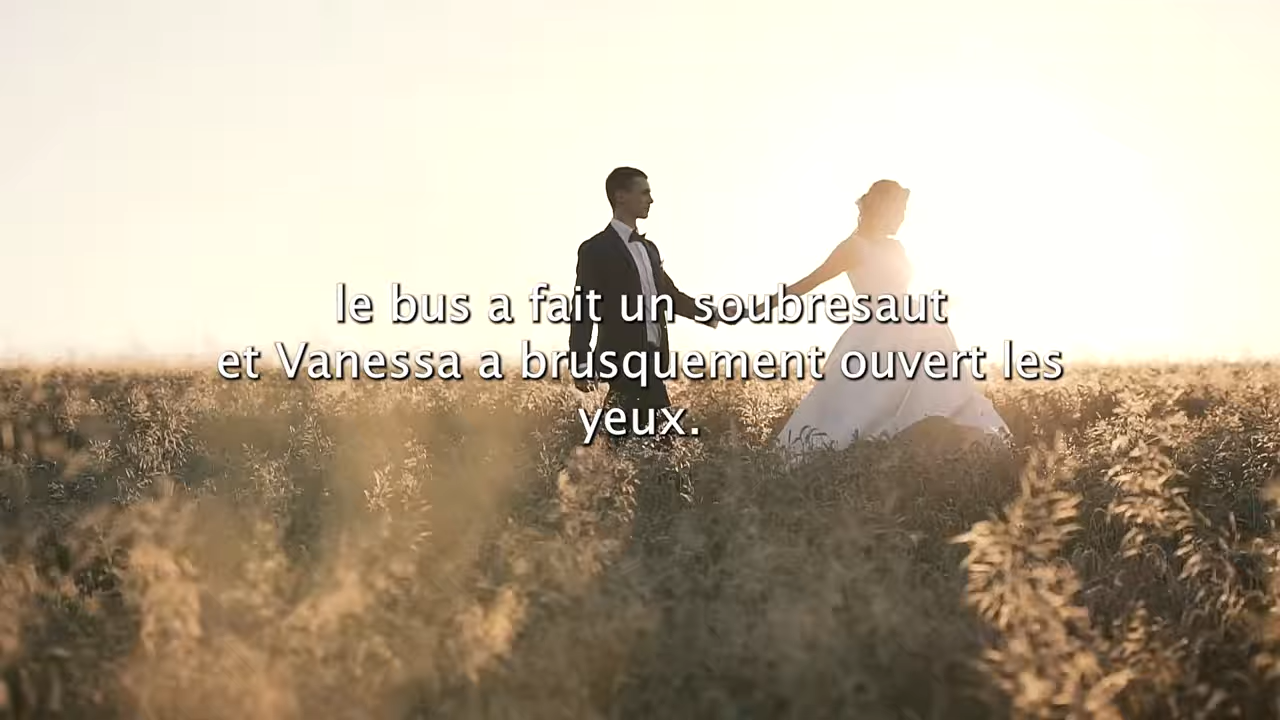 le bus a fait un soubresaut
et Vanessa a brusquement ouvert les
yeux.